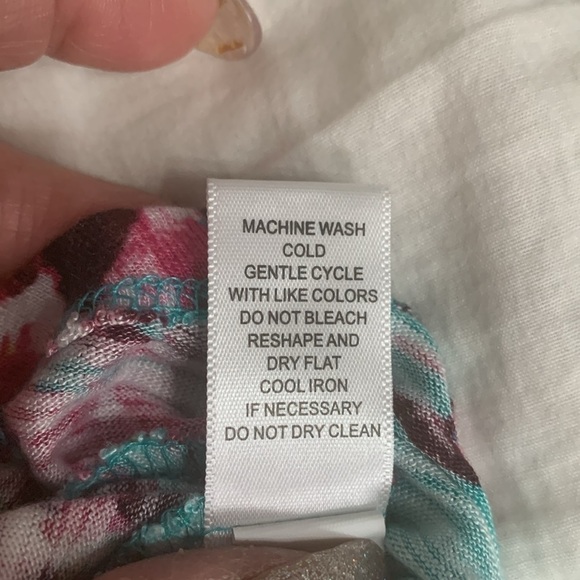 MACHINE WASH
COLD
GENTLE CYCLE
WITH LIKE COLORS
DO NOT BLEACH
RESHAPE AND
DRY FLAT
COOL IRON
IF NECESSARY
DO NOT DRY CLEAN